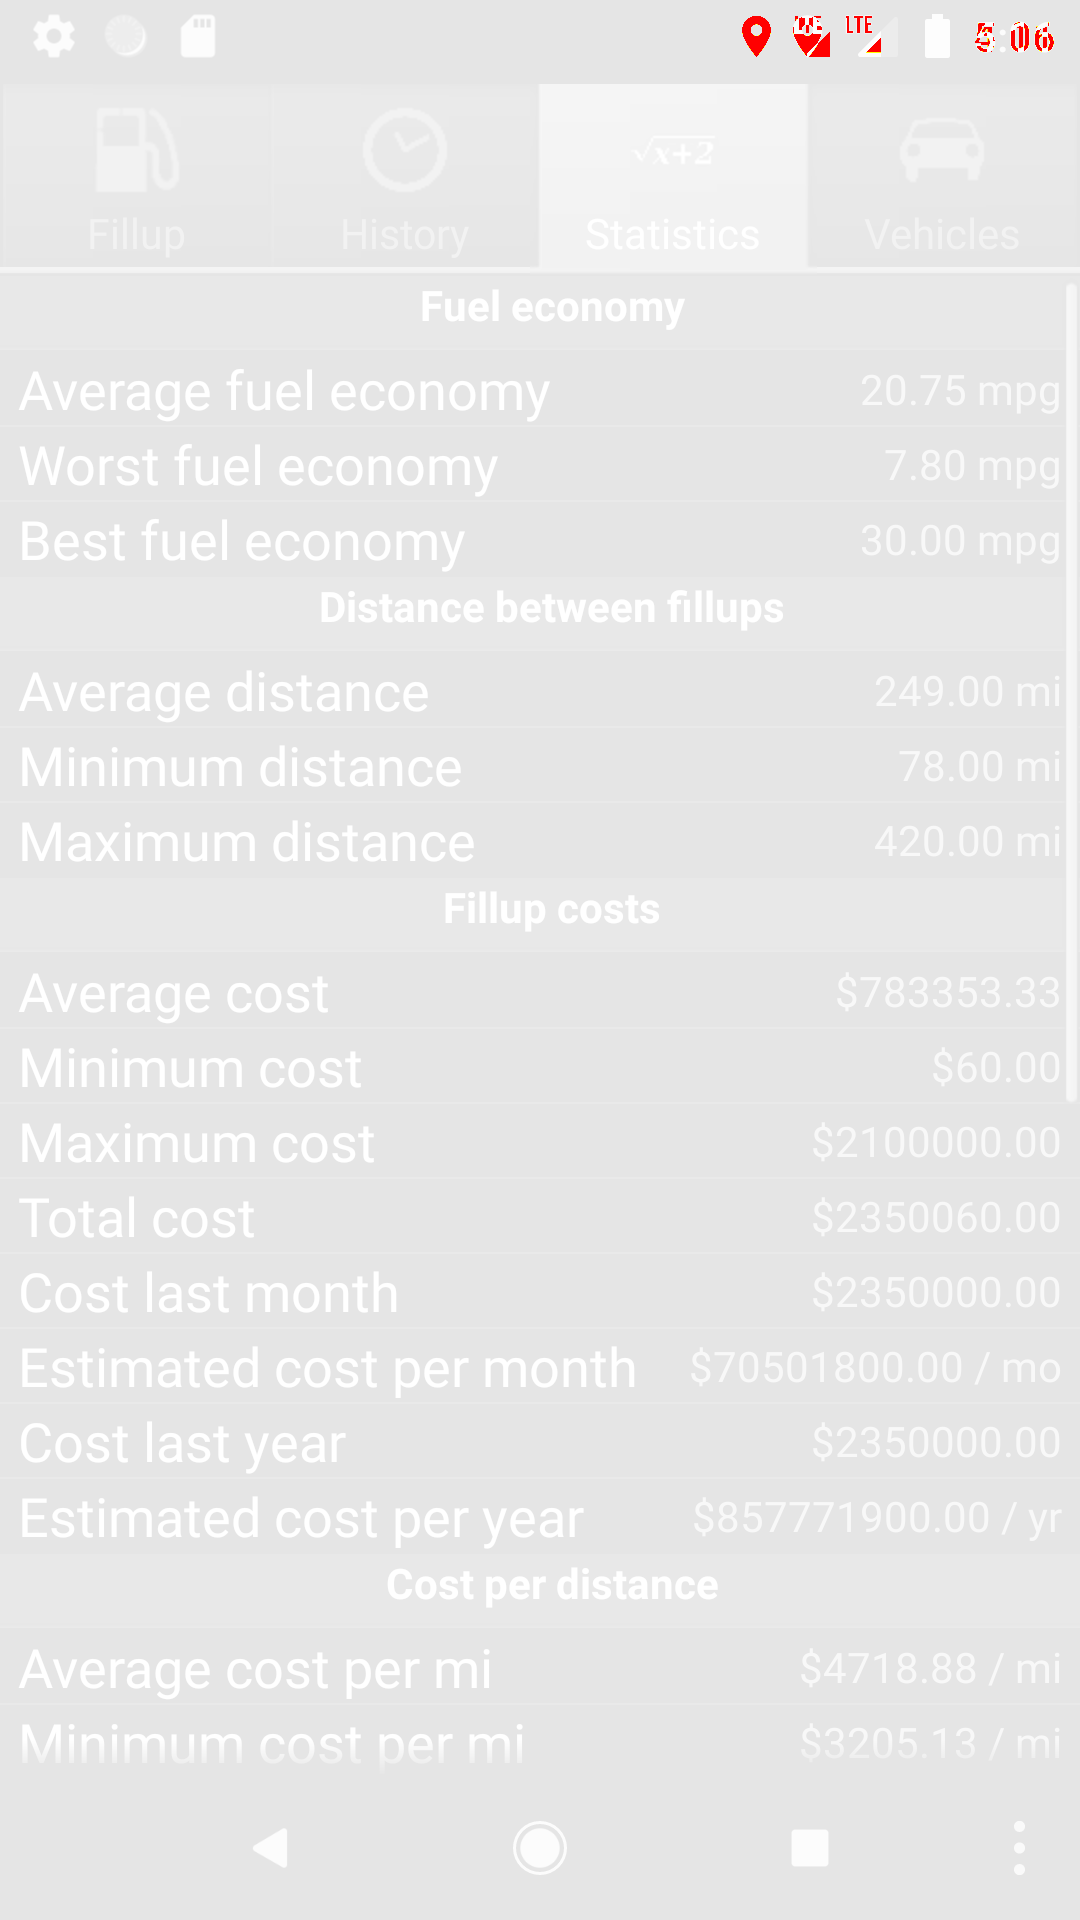 LTE LTE
Fillup History √x+2 Statistics Vehicles
Fuel economy
Average fuel economy 20.75 mpg
Worst fuel economy 7.80 mpg
Best fuel economy 30.00 mpg
Distance between fillups
Average distance 249.00 mi
Minimum distance 78.00 mi
Maximum distance 420.00 mi
Fillup costs
Average cost $783353.33
Minimum cost $60.00
Maximum cost $2100000.00
Total cost $2350060.00
Cost last month $2350000.00
Estimated cost per month $70501800.00 / mo
Cost last year $2350000.00
Estimated cost per year $857771900.00 / yr
Cost per distance
Average cost per mi $4718.88 / mi
Minimum cost per mi $3205.13 / mi